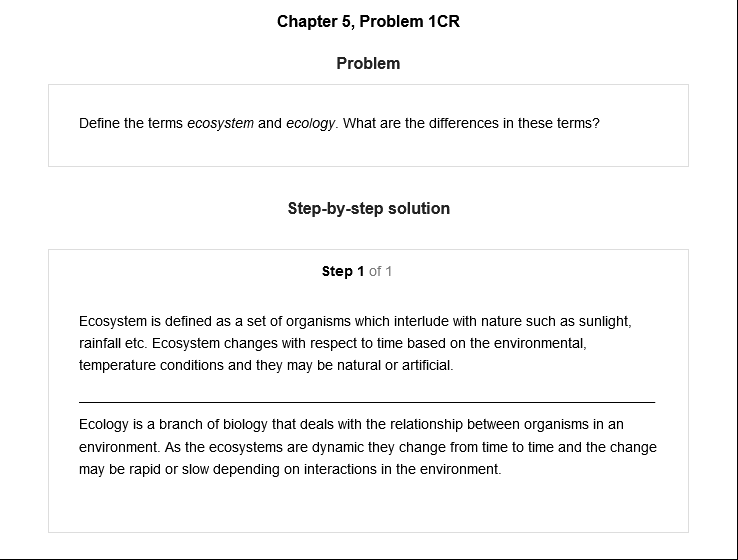 Chapter 5, Problem 1CR
Problem
Define the terms ecosystem and ecology. What are the differences in these terms?
Step-by-step solution
Step 1 of 1
Ecosystem is defined as a set of organisms which interlude with nature such as sunlight,
rainfall etc. Ecosystem changes with respect to time based on the environmental,
temperature conditions and they may be natural or artificial.
Ecology is a branch of biology that deals with the relationship between organisms in an
environment. As the ecosystems are dynamic they change from time to time and the change
may be rapid or slow depending on interactions in the environment.